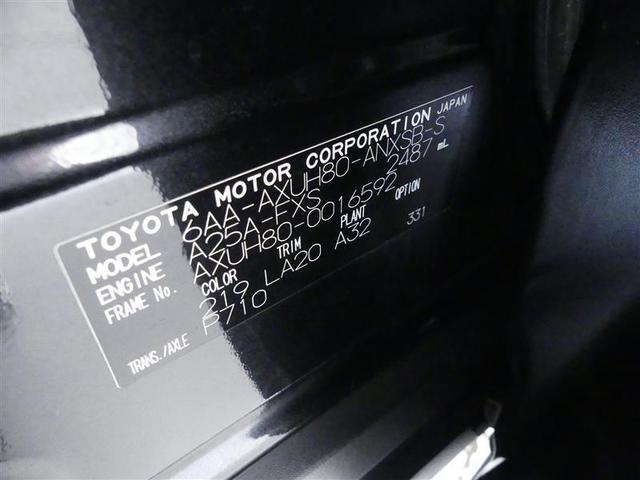 TOYOTA MOTOR CORPORATION JAPAN
MODEL 6AA-AXUH80-ANXSB-S
ENGINE A25A-FXS 2487 mL
FRAME No. AXUH80-0016592
COLOR TRIM PLANT OPTION
219 LA20 A32 331
TRANS./AXLE P710